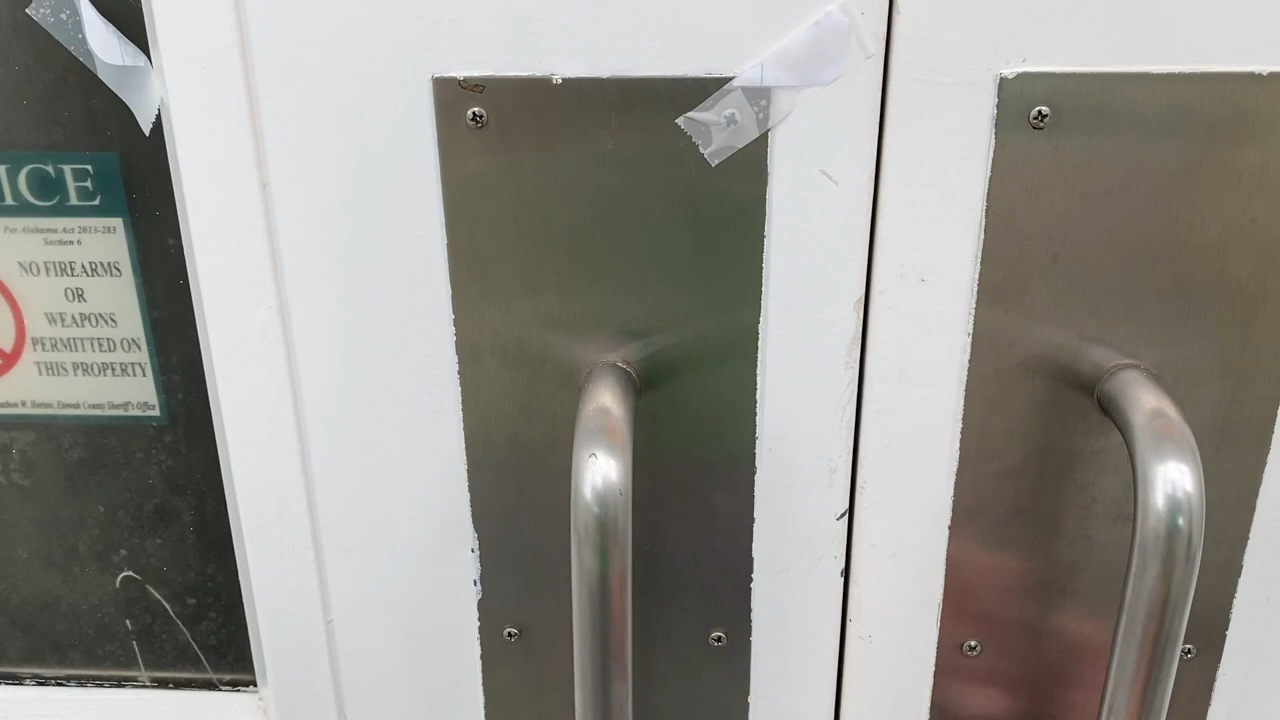 ICE
Per Alabama Act 2013-283
Section 6
NO FIREARMS
OR
WEAPONS
PERMITTED ON
THIS PROPERTY
W. Horton, Etowah County Sheriff's Office